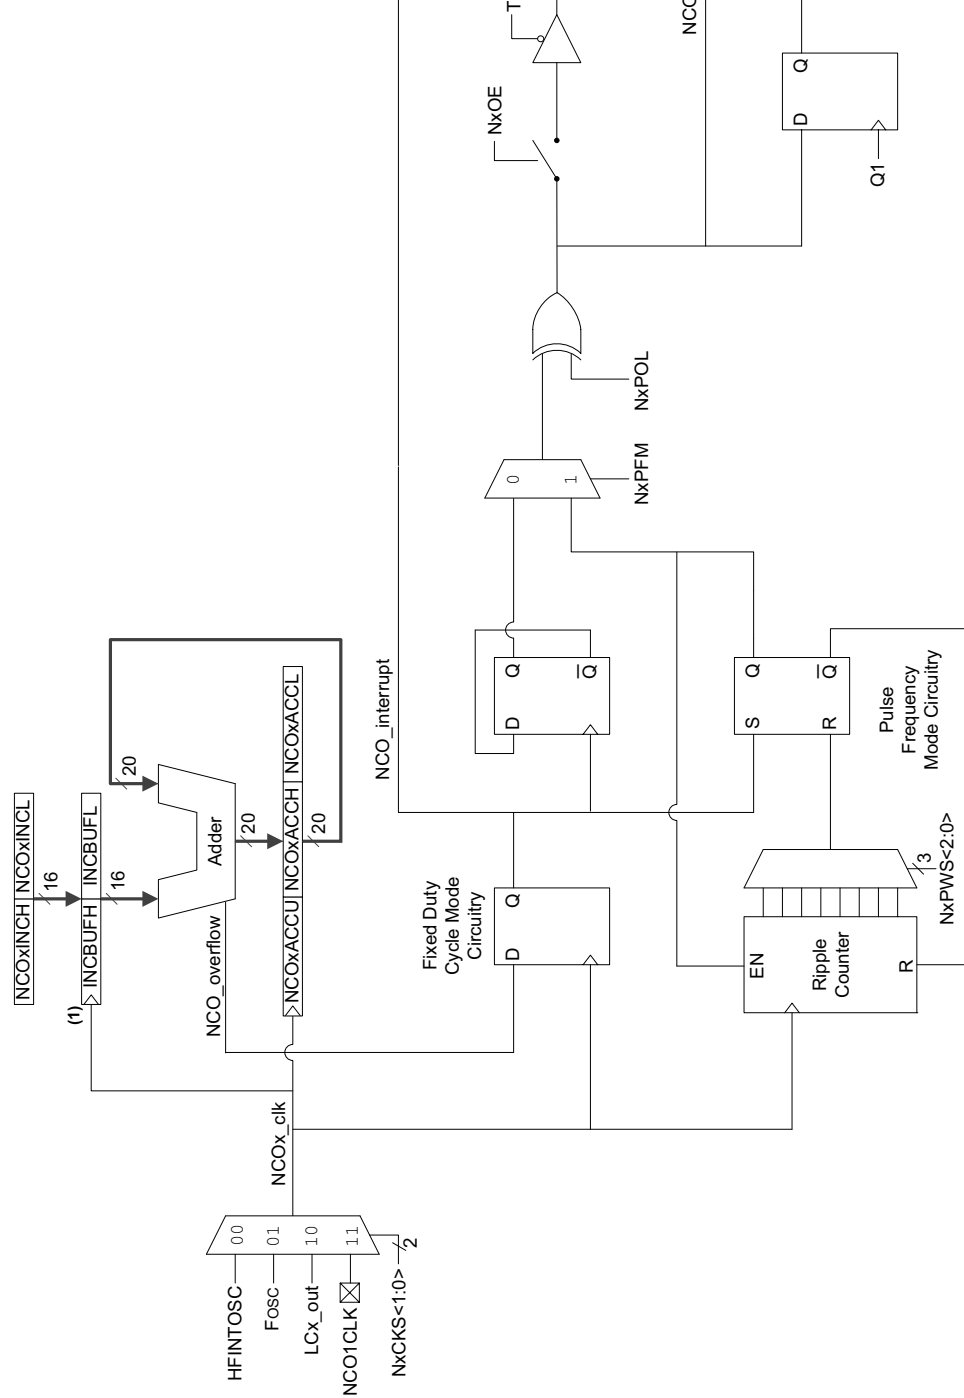 NCOxINCH NCOxINCL
16
(1)
INCBUFH INCBUFL
16
20
Adder
20
NCO_overflow
NCOxACCU NCOxACCH NCOxACCL
20
NCOx_clk
HFINTOSC
FOSC
LCx_out
NCO1CLK
00
01
10
11
NxCKS<1:0>
2
NCO_interrupt
Fixed Duty
Cycle Mode
Circuitry
D
Q
D
Q
Q
0
1
NxPFM
NxPOL
NxOE
T
NCO
D
Q
Q1
EN
Ripple
Counter
R
NxPWS<2:0>
3
S
Q
R
Q
Pulse
Frequency
Mode Circuitry